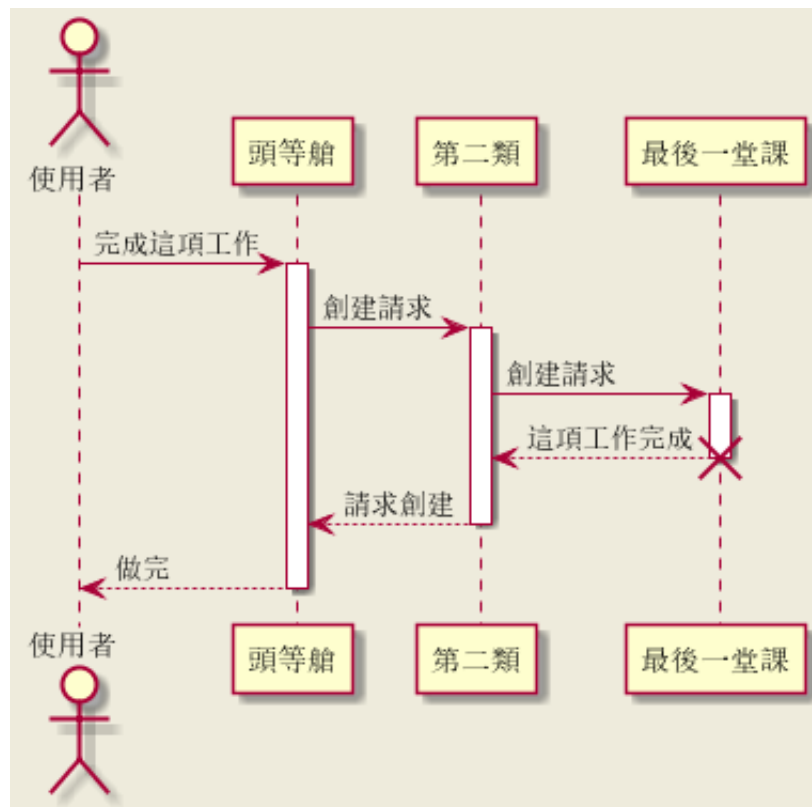 使用者
頭等艙
第二類
最後一堂課
完成這項工作
創建請求
創建請求
這項工作完成
請求創建
做完
使用者
頭等艙
第二類
最後一堂課